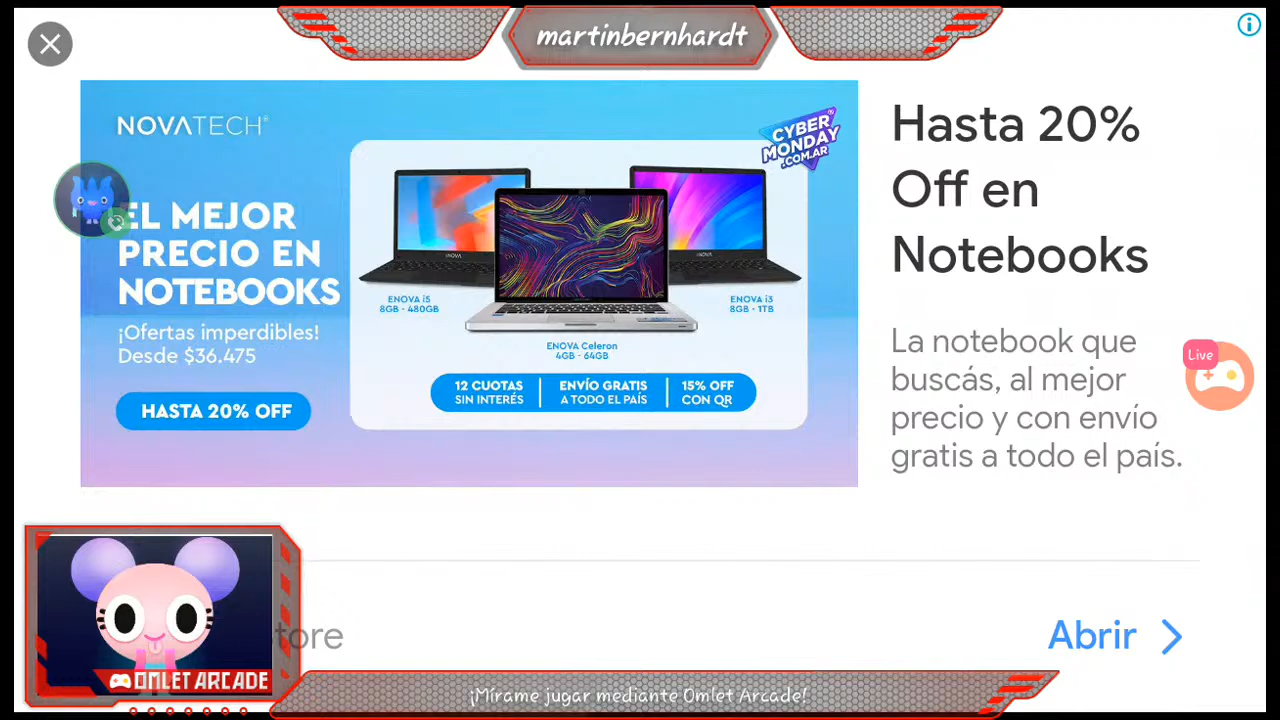 martinbernhardt
NOVATECH®
CYBER
MONDAY
.COM.AR
EL MEJOR
PRECIO EN
NOTEBOOKS
¡Ofertas imperdibles!
Desde $36.475
HASTA 20% OFF
ENOVA i5
8GB - 480GB
ENOVA i3
8GB - 1TB
ENOVA Celeron
4GB - 64GB
12 CUOTAS
SIN INTERÉS
ENVÍO GRATIS
A TODO EL PAÍS
15% OFF
CON QR
Hasta 20%
Off en
Notebooks
La notebook que
buscás, al mejor
precio y con envío
gratis a todo el país.
Live
tore
Abrir
OMLET ARCADE
¡Mírame jugar mediante Omlet Arcade!